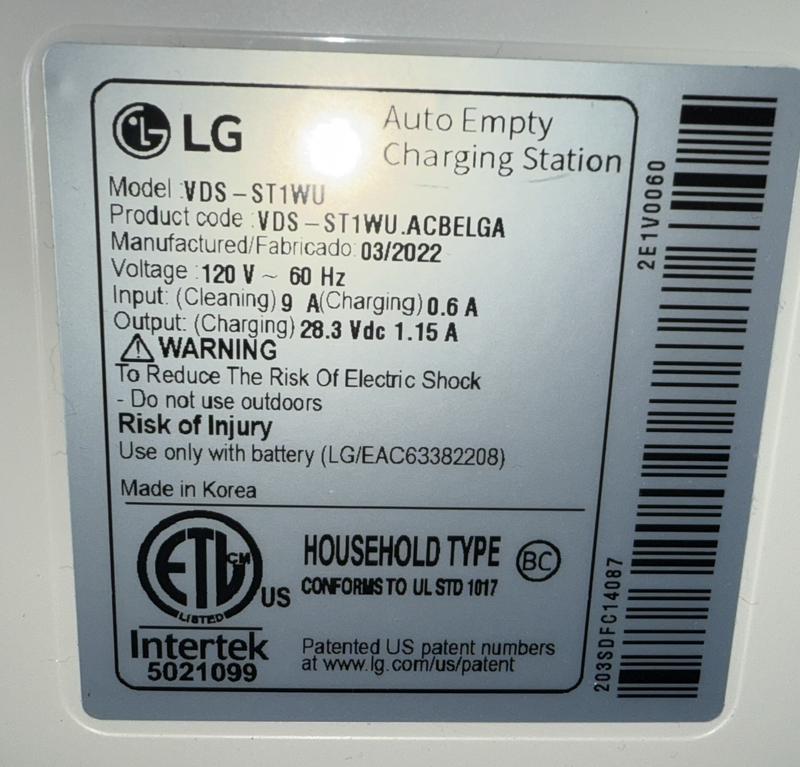 LG
Auto Empty
Charging Station
Model :VDS-ST1WU
Product code :VDS-ST1WU.ACBELGA
Manufactured/Fabricado: 03/2022
Voltage : 120 V ~ 60 Hz
Input: (Cleaning) 9 A(Charging) 0.6 A
Output: (Charging) 28.3 Vdc 1.15 A
⚠ WARNING
To Reduce The Risk Of Electric Shock
- Do not use outdoors
Risk of Injury
Use only with battery (LG/EAC63382208)
Made in Korea
ETL CM US
LISTED
Intertek
5021099
HOUSEHOLD TYPE BC
CONFORMS TO UL STD 1017
Patented US patent numbers
at www.lg.com/us/patent
2E1V0060
203SDFC14087